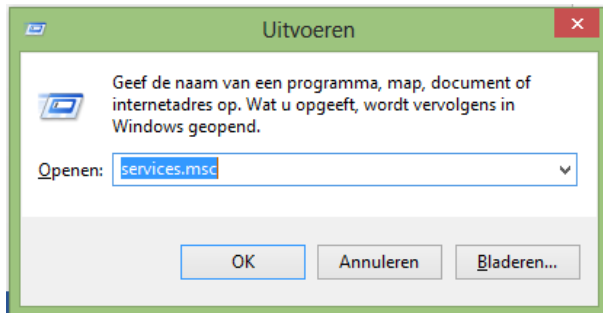 Uitvoeren
Geef de naam van een programma, map, document of
internetadres op. Wat u opgeeft, wordt vervolgens in
Windows geopend.
Openen: services.msc
OK Annuleren Bladeren...